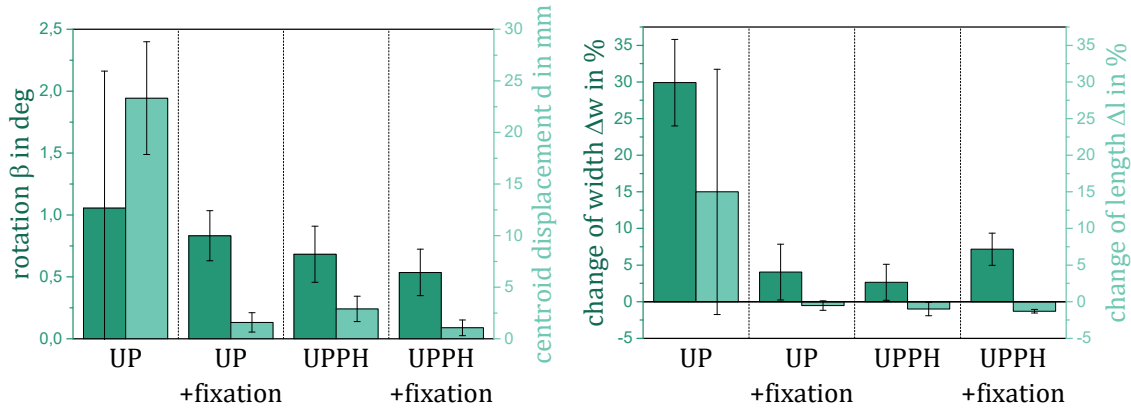 rotation β in deg
2,5
2,0
1,5
1,0
0,5
0,0
30
25
20
15
10
5
0
centroid displacement d in mm
UP
UP
+fixation
UPPH
UPPH
+fixation
change of width Δw in %
35
30
25
20
15
10
5
0
-5
35
30
25
20
15
10
5
0
-5
change of length Δl in %
UP
UP
+fixation
UPPH
UPPH
+fixation